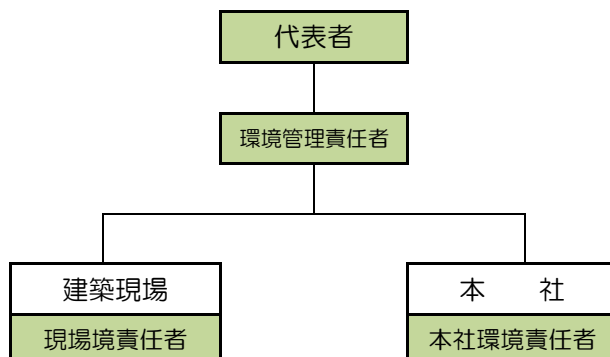 代表者
環境管理責任者
建築現場
現場境責任者
本　　社
本社環境責任者